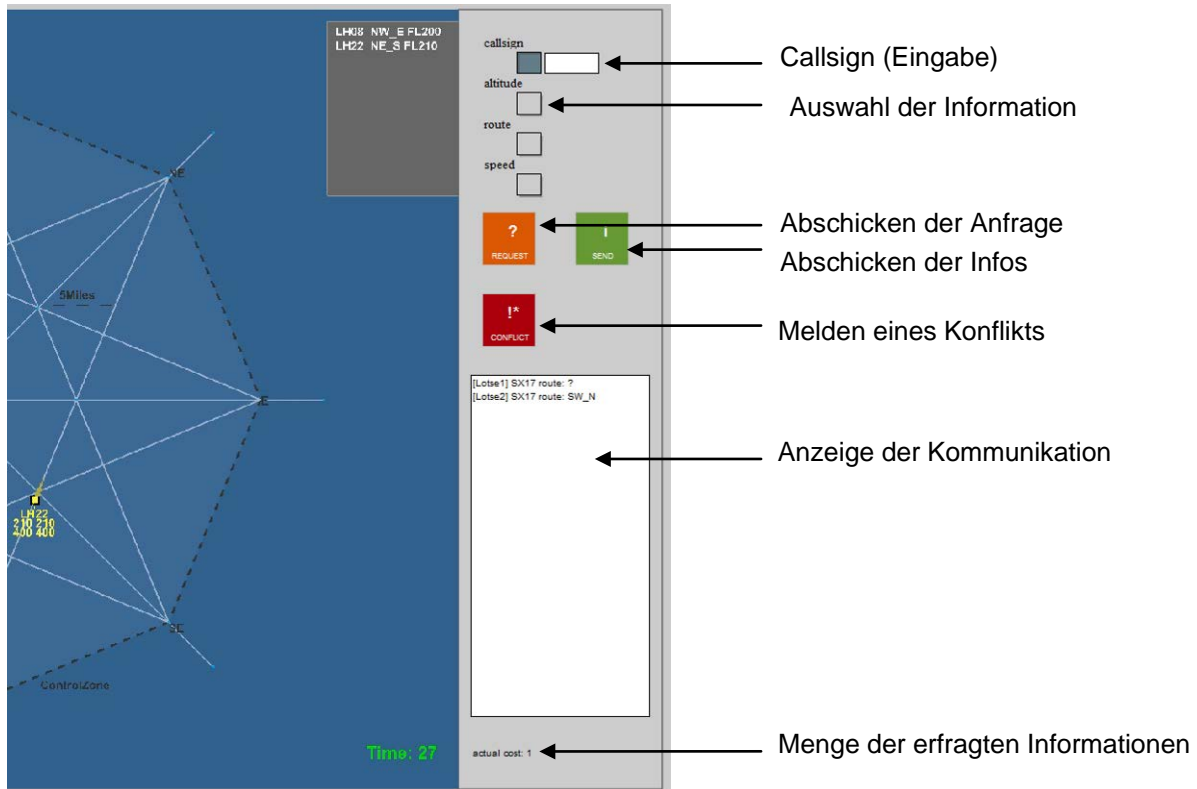 LH08 NW_E FL200
LH22 NE_S FL210
callsign
Callsign (Eingabe)
altitude
Auswahl der Information
route
speed
NE
?
REQUEST
!
SEND
Abschicken der Anfrage
Abschicken der Infos
5Miles
!*
CONFLICT
Melden eines Konflikts
[Lotse1] SX17 route: ?
[Lotse2] SX17 route: SW_N
E
Anzeige der Kommunikation
LH22
210 210
400 400
SE
ControlZone
Time: 27
actual cost: 1
Menge der erfragten Informationen